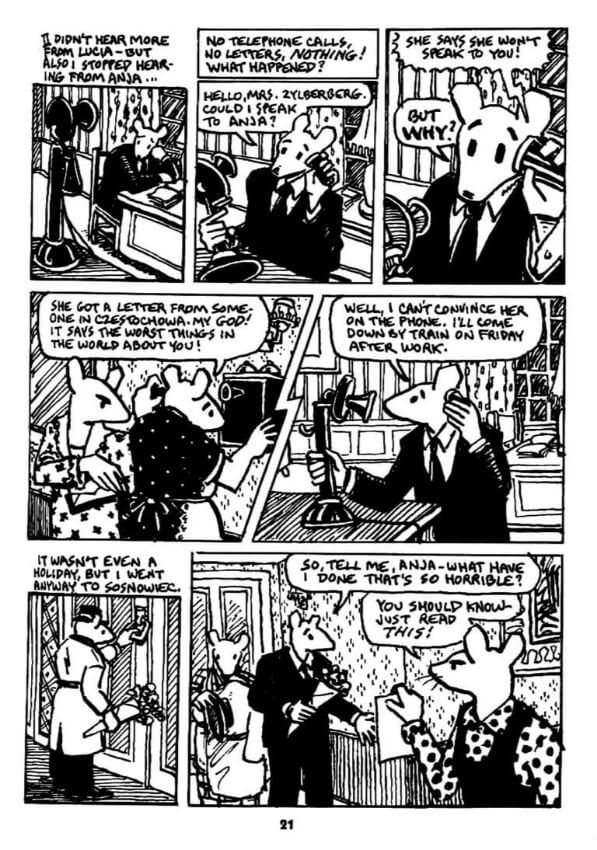 I DIDN'T HEAR MORE
FROM LUCIA - BUT
ALSO I STOPPED HEAR-
ING FROM ANJA ...
NO TELEPHONE CALLS,
NO LETTERS, NOTHING!
WHAT HAPPENED?
HELLO, MRS. ZYLBERBERG.
COULD I SPEAK
TO ANJA?
SHE SAYS SHE WON'T
SPEAK TO YOU!
BUT
WHY?
SHE GOT A LETTER FROM SOME-
ONE IN CZESTOCHOWA. MY GOD!
IT SAYS THE WORST THINGS IN
THE WORLD ABOUT YOU!
WELL, I CAN'T CONVINCE HER
ON THE PHONE. I'LL COME
DOWN BY TRAIN ON FRIDAY
AFTER WORK.
IT WASN'T EVEN A
HOLIDAY, BUT I WENT
ANYWAY TO SOSNOWIEC.
SO, TELL ME, ANJA - WHAT HAVE
I DONE THAT'S SO HORRIBLE?
YOU SHOULD KNOW-
JUST READ
THIS!
21